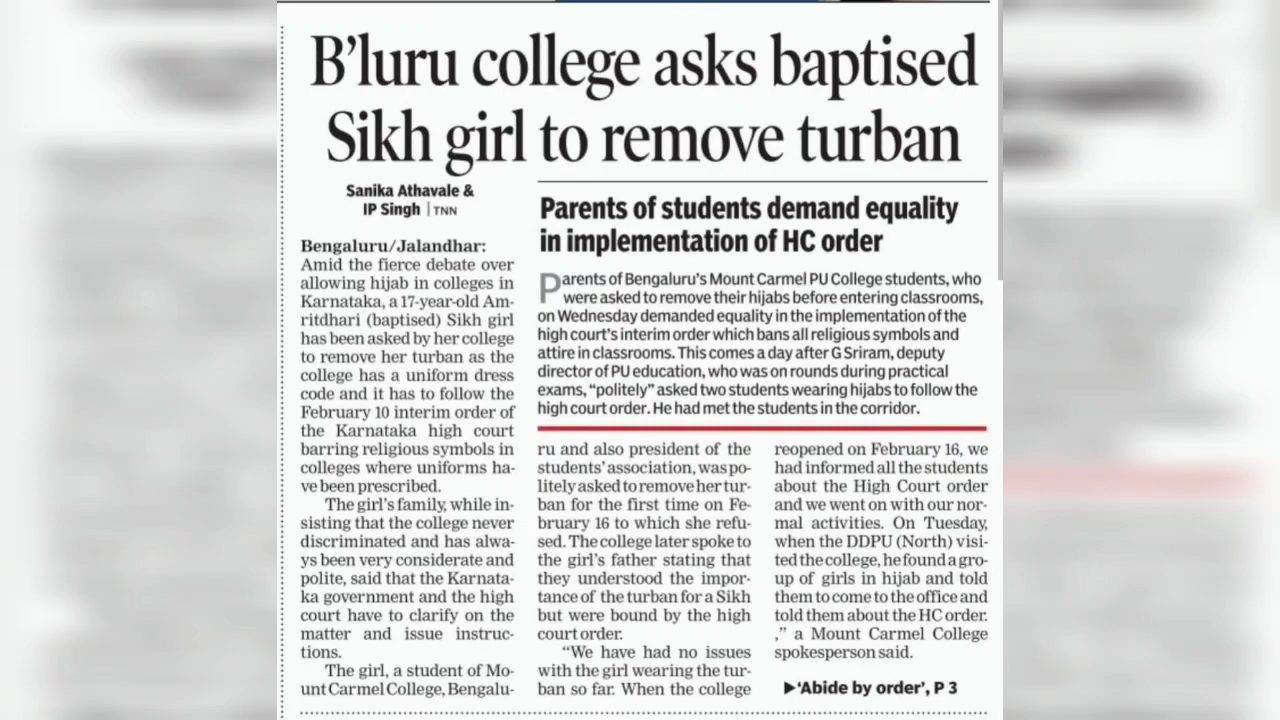 B'luru college asks baptised
Sikh girl to remove turban
Sanika Athavale &
IP Singh | TNN
Bengaluru/Jalandhar:
Amid the fierce debate over
allowing hijab in colleges in
Karnataka, a 17-year-old Am-
ritdhari (baptised) Sikh girl
has been asked by her college
to remove her turban as the
college has a uniform dress
code and it has to follow the
February 10 interim order of
the Karnataka high court
barring religious symbols in
colleges where uniforms ha-
ve been prescribed.
The girl's family, while in-
sisting that the college never
discriminated and has alwa-
ys been very considerate and
polite, said that the Karnata-
ka government and the high
court have to clarify on the
matter and issue instruc-
tions.
The girl, a student of Mo-
unt Carmel College, Bengalu-
Parents of students demand equality
in implementation of HC order
Parents of Bengaluru's Mount Carmel PU College students, who
were asked to remove their hijabs before entering classrooms,
on Wednesday demanded equality in the implementation of the
high court's interim order which bans all religious symbols and
attire in classrooms. This comes a day after G Sriram, deputy
director of PU education, who was on rounds during practical
exams, "politely" asked two students wearing hijabs to follow the
high court order. He had met the students in the corridor.
ru and also president of the
students' association, was po-
litely asked to remove her tur-
ban for the first time on Fe-
bruary 16 to which she refu-
sed. The college later spoke to
the girl's father stating that
they understood the impor-
tance of the turban for a Sikh
but were bound by the high
court order.
"We have had no issues
with the girl wearing the tur-
ban so far. When the college
reopened on February 16, we
had informed all the students
about the High Court order
and we went on with our nor-
mal activities. On Tuesday,
when the DDPU (North) visi-
ted the college, he found a gro-
up of girls in hijab and told
them to come to the office and
told them about the HC order.
," a Mount Carmel College
spokesperson said.
▶'Abide by order', P 3